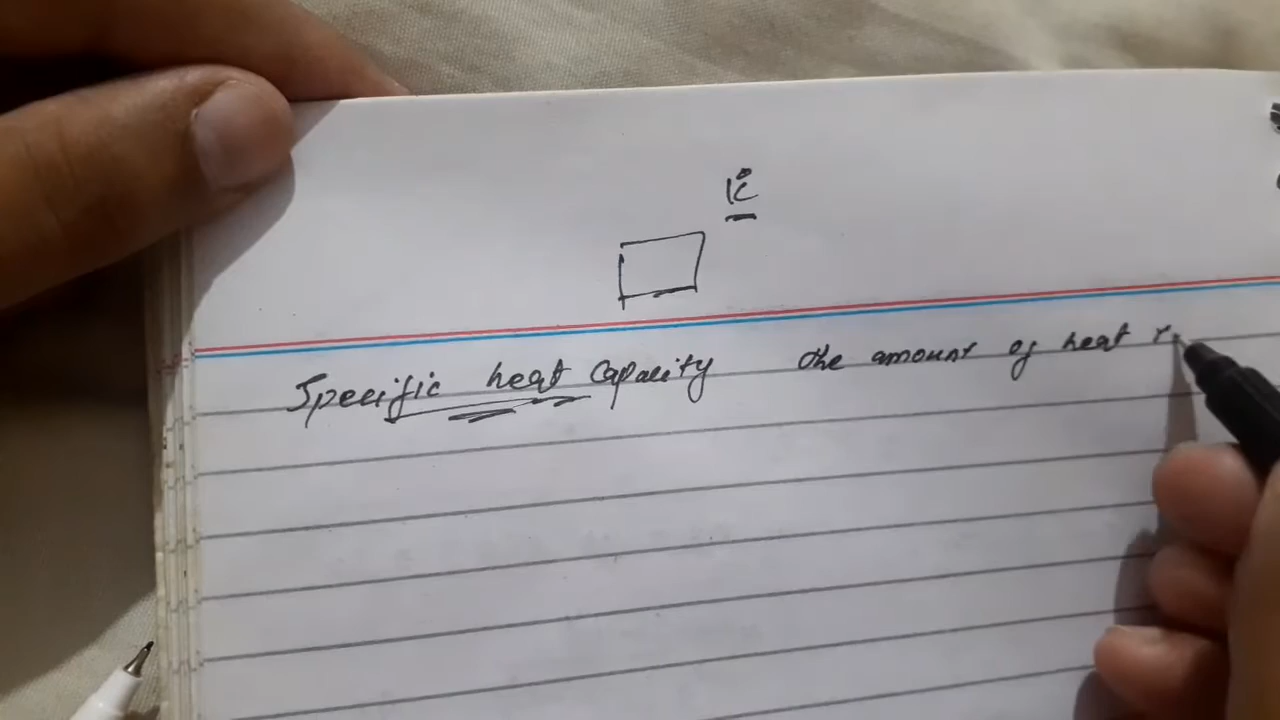 1c°
Specific heat capacity the amount of heat r